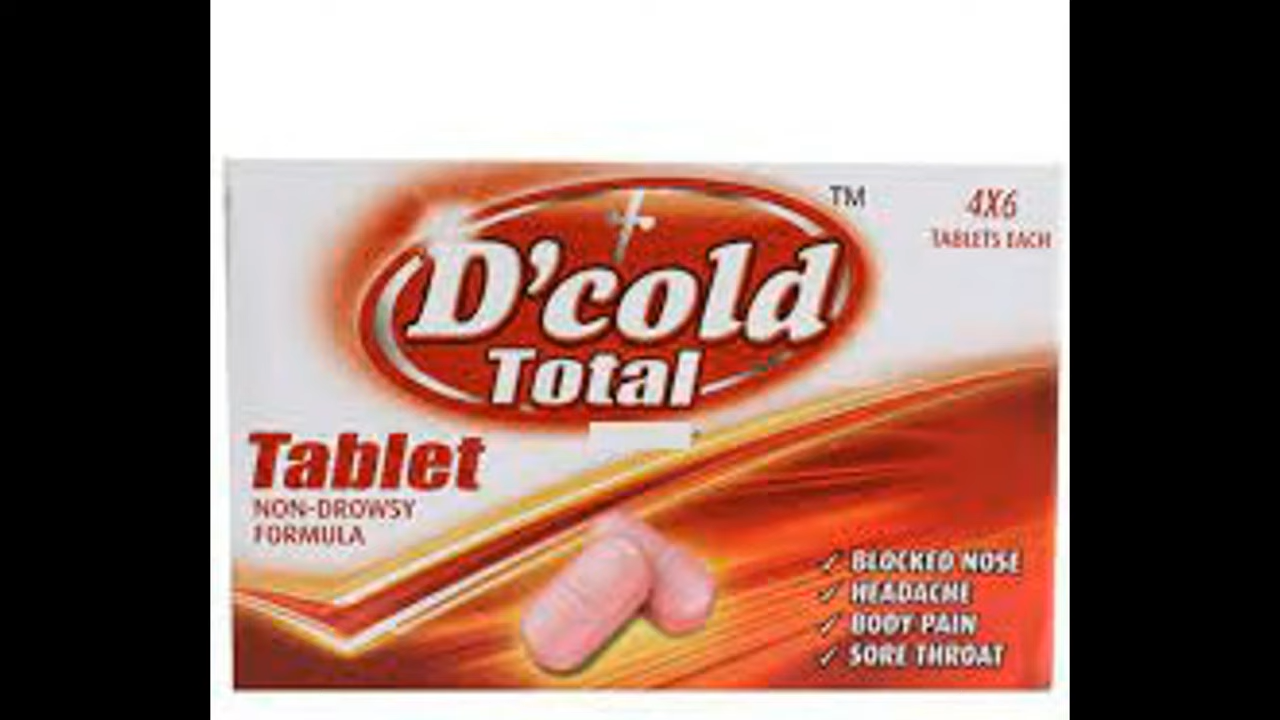 D'cold
Total
TM
4X6
TABLETS EACH
Tablet
NON-DROWSY
FORMULA
✓ BLOCKED NOSE
✓ HEADACHE
✓ BODY PAIN
✓ SORE THROAT